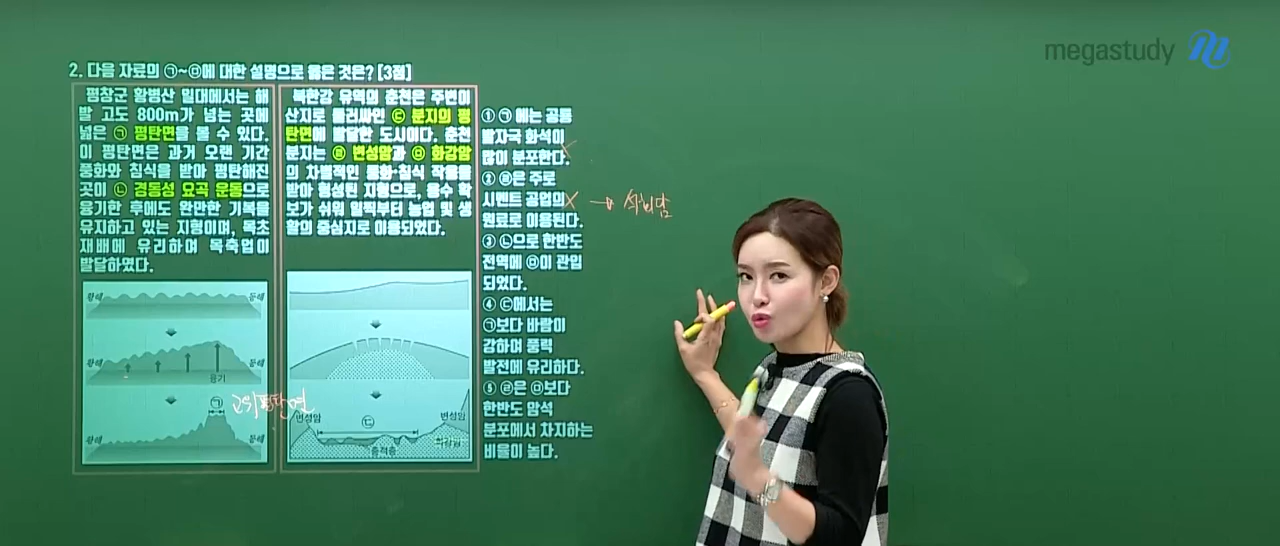 megastudy
2. 다음 자료의 ㉠~㉤에 대한 설명으로 옳은 것은? [3점]
평창군 황병산 일대에서는 해
발 고도 800m가 넘는 곳에
넓은 ㉠ 평탄면을 볼 수 있다.
이 평탄면은 과거 오랜 기간
풍화와 침식을 받아 평탄해진
곳이 ㉡ 경동성 요곡 운동으로
융기한 후에도 완만한 기복을
유지하고 있는 지형이며, 목초
재배에 유리하여 목축업이
발달하였다.
황해 동해
황해 동해
융기
㉠ 고위평탄면
황해 동해
북한강 유역의 춘천은 주변이
산지로 둘러싸인 ㉢ 분지의 평
탄면에 발달한 도시이다. 춘천
분지는 ㉣ 변성암과 ㉤ 화강암
의 차별적인 풍화·침식 작용을
받아 형성된 지형으로, 용수 확
보가 쉬워 일찍부터 농업 및 생
활의 중심지로 이용되었다.
변성암 ㉢ 변성암
충적층 화강암
① ㉠에는 공룡
발자국 화석이
많이 분포한다.
② ㉣은 주로
시멘트 공업의 → 석회암
원료로 이용된다.
③ ㉡으로 한반도
전역에 ㉤이 관입
되었다.
④ ㉢에서는
㉠보다 바람이
강하여 풍력
발전에 유리하다.
⑤ ㉣은 ㉤보다
한반도 암석
분포에서 차지하는
비율이 높다.